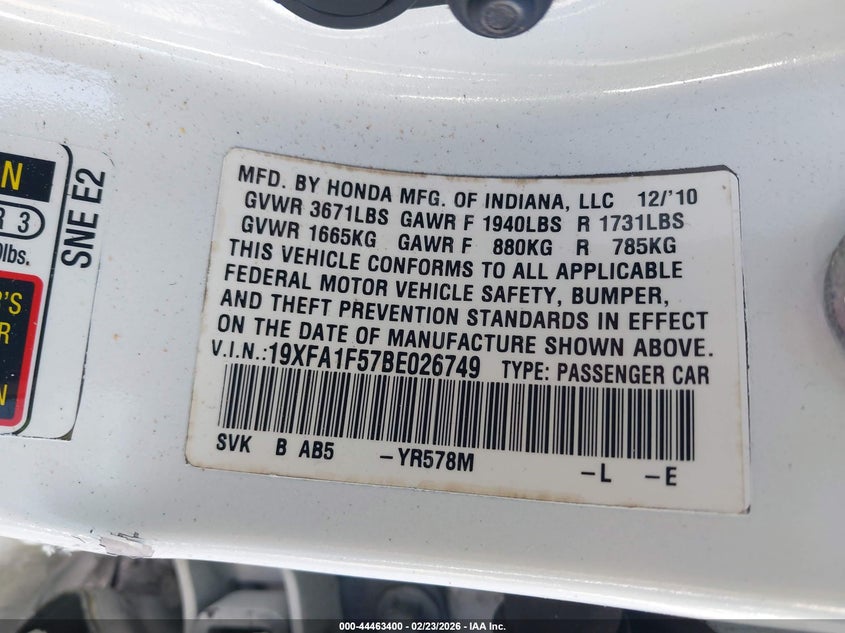 N
R 3
lbs.
'S
R
N
SNE E2
MFD. BY HONDA MFG. OF INDIANA, LLC 12/'10
GVWR 3671LBS GAWR F 1940LBS R 1731LBS
GVWR 1665KG GAWR F 880KG R 785KG
THIS VEHICLE CONFORMS TO ALL APPLICABLE
FEDERAL MOTOR VEHICLE SAFETY, BUMPER,
AND THEFT PREVENTION STANDARDS IN EFFECT
ON THE DATE OF MANUFACTURE SHOWN ABOVE.
V.I.N.:19XFA1F57BE026749 TYPE: PASSENGER CAR
SVK B AB5 -YR578M -L -E
000-44463400 - 02/23/2026 - IAA Inc.